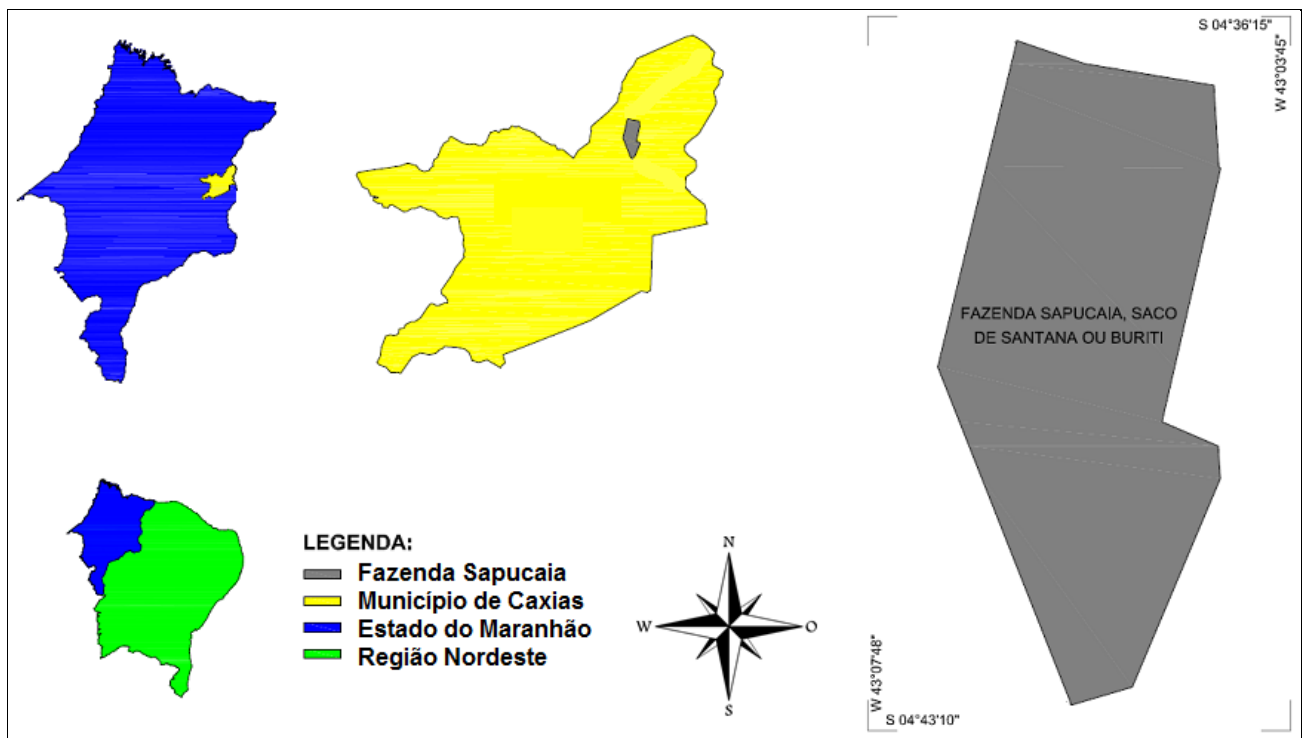 S 04°36'15"
W 43°03'45"
FAZENDA SAPUCAIA, SACO
DE SANTANA OU BURITI
LEGENDA:
Fazenda Sapucaia
Município de Caxias
Estado do Maranhão
Região Nordeste
N
W
O
S
W 43°07'48"
S 04°43'10"